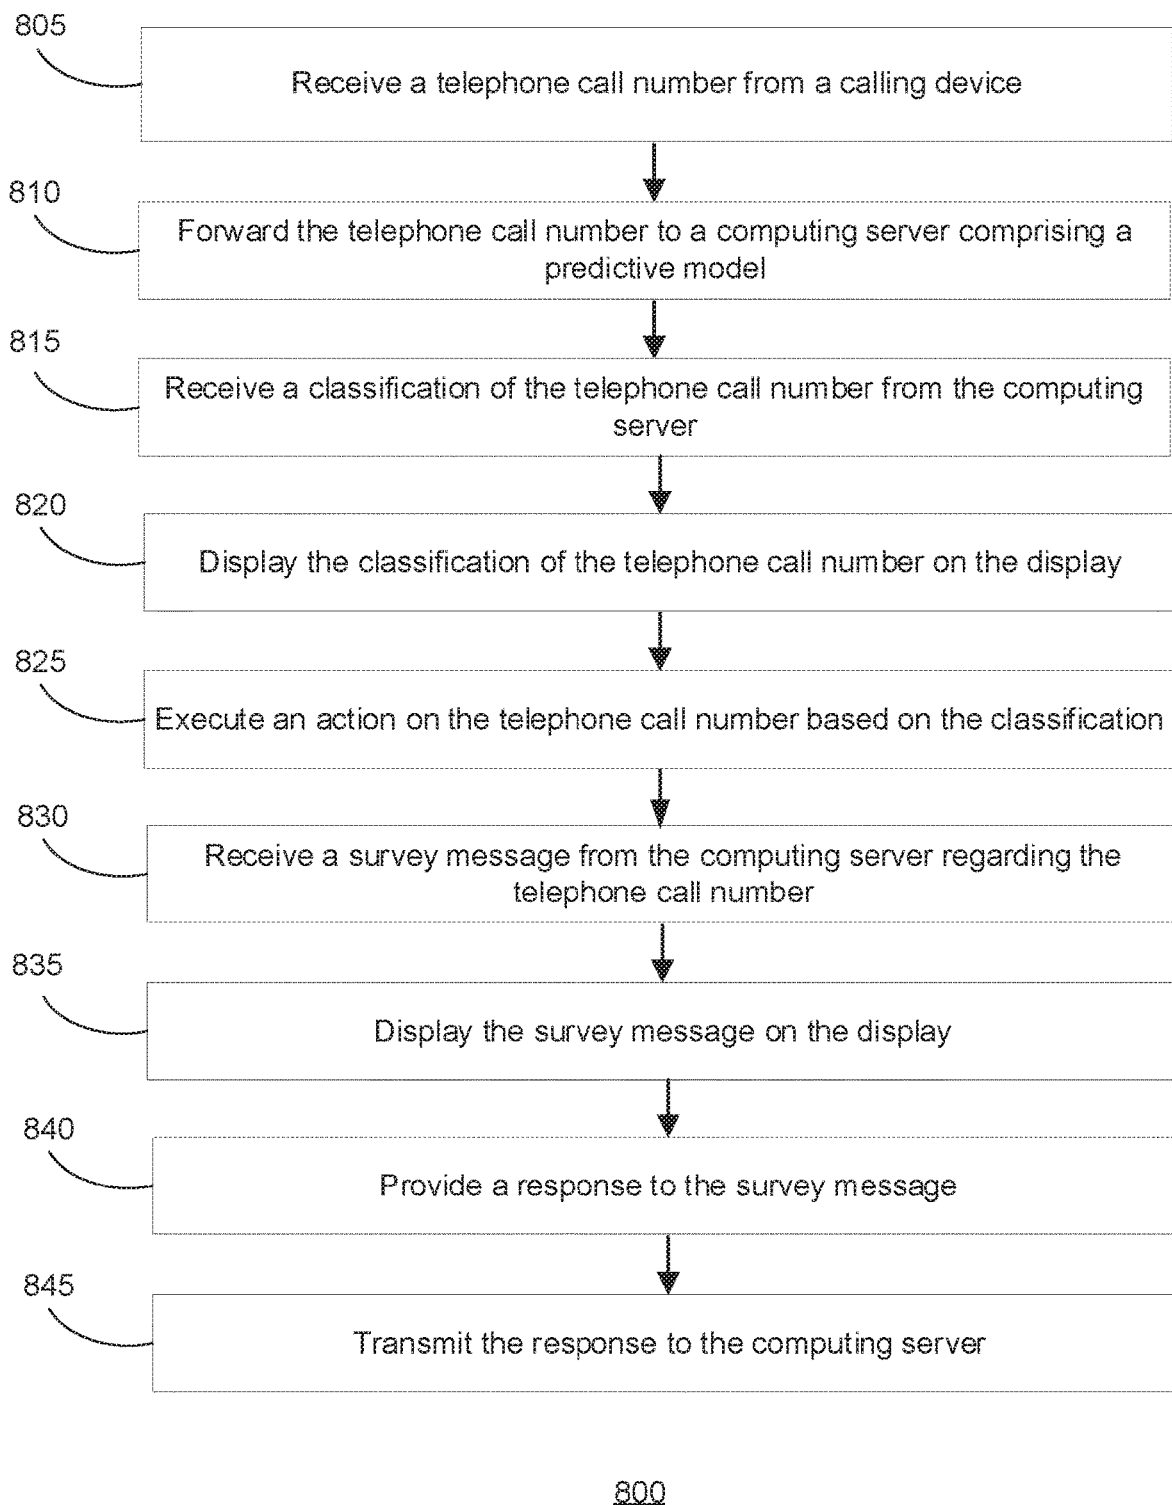 805
Receive a telephone call number from a calling device
810
Forward the telephone call number to a computing server comprising a
predictive model
815
Receive a classification of the telephone call number from the computing
server
820
Display the classification of the telephone call number on the display
825
Execute an action on the telephone call number based on the classification
830
Receive a survey message from the computing server regarding the
telephone call number
835
Display the survey message on the display
840
Provide a response to the survey message
845
Transmit the response to the computing server
800